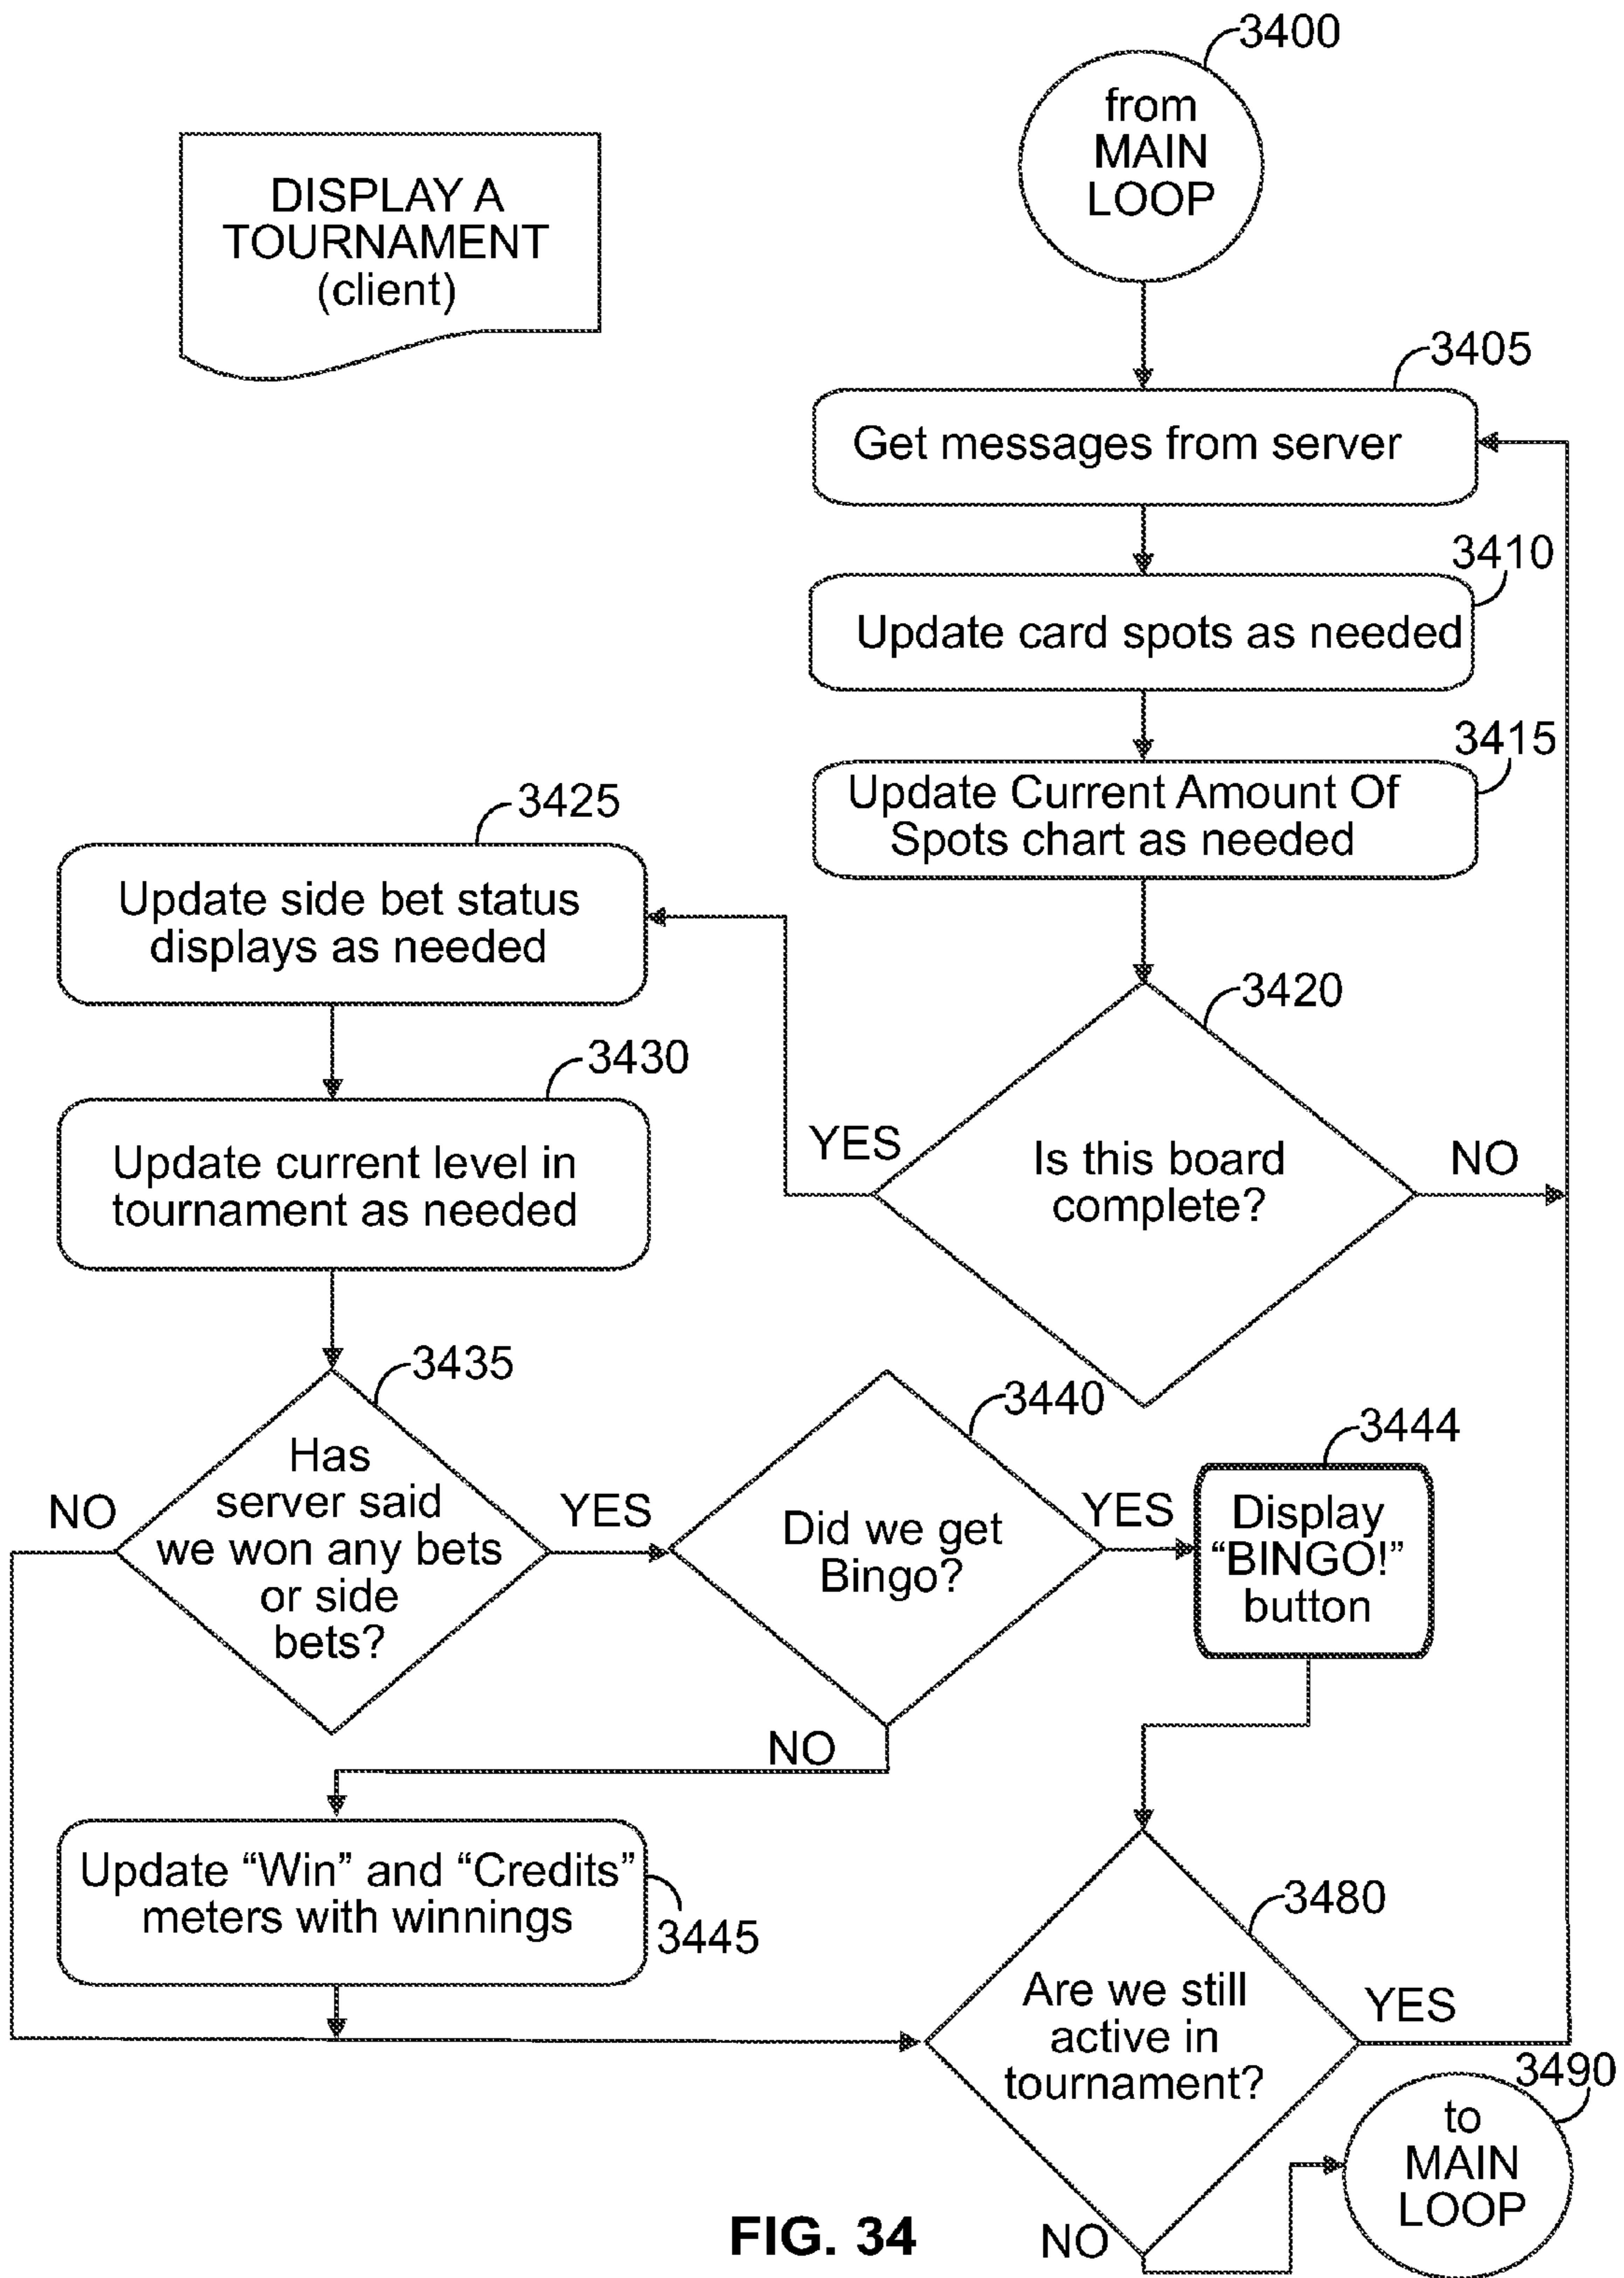 3400
from
MAIN
LOOP
DISPLAY A
TOURNAMENT
(client)
3405
Get messages from server
3410
Update card spots as needed
3415
Update Current Amount Of
Spots chart as needed
3425
Update side bet status
displays as needed
3420
Is this board
complete?
YES
NO
3430
Update current level in
tournament as needed
3435
Has
server said
we won any bets
or side
bets?
NO
YES
3440
Did we get
Bingo?
YES
NO
3444
Display
“BINGO!”
button
Update “Win” and “Credits”
meters with winnings
3445
3480
Are we still
active in
tournament?
YES
NO
3490
to
MAIN
LOOP
FIG. 34